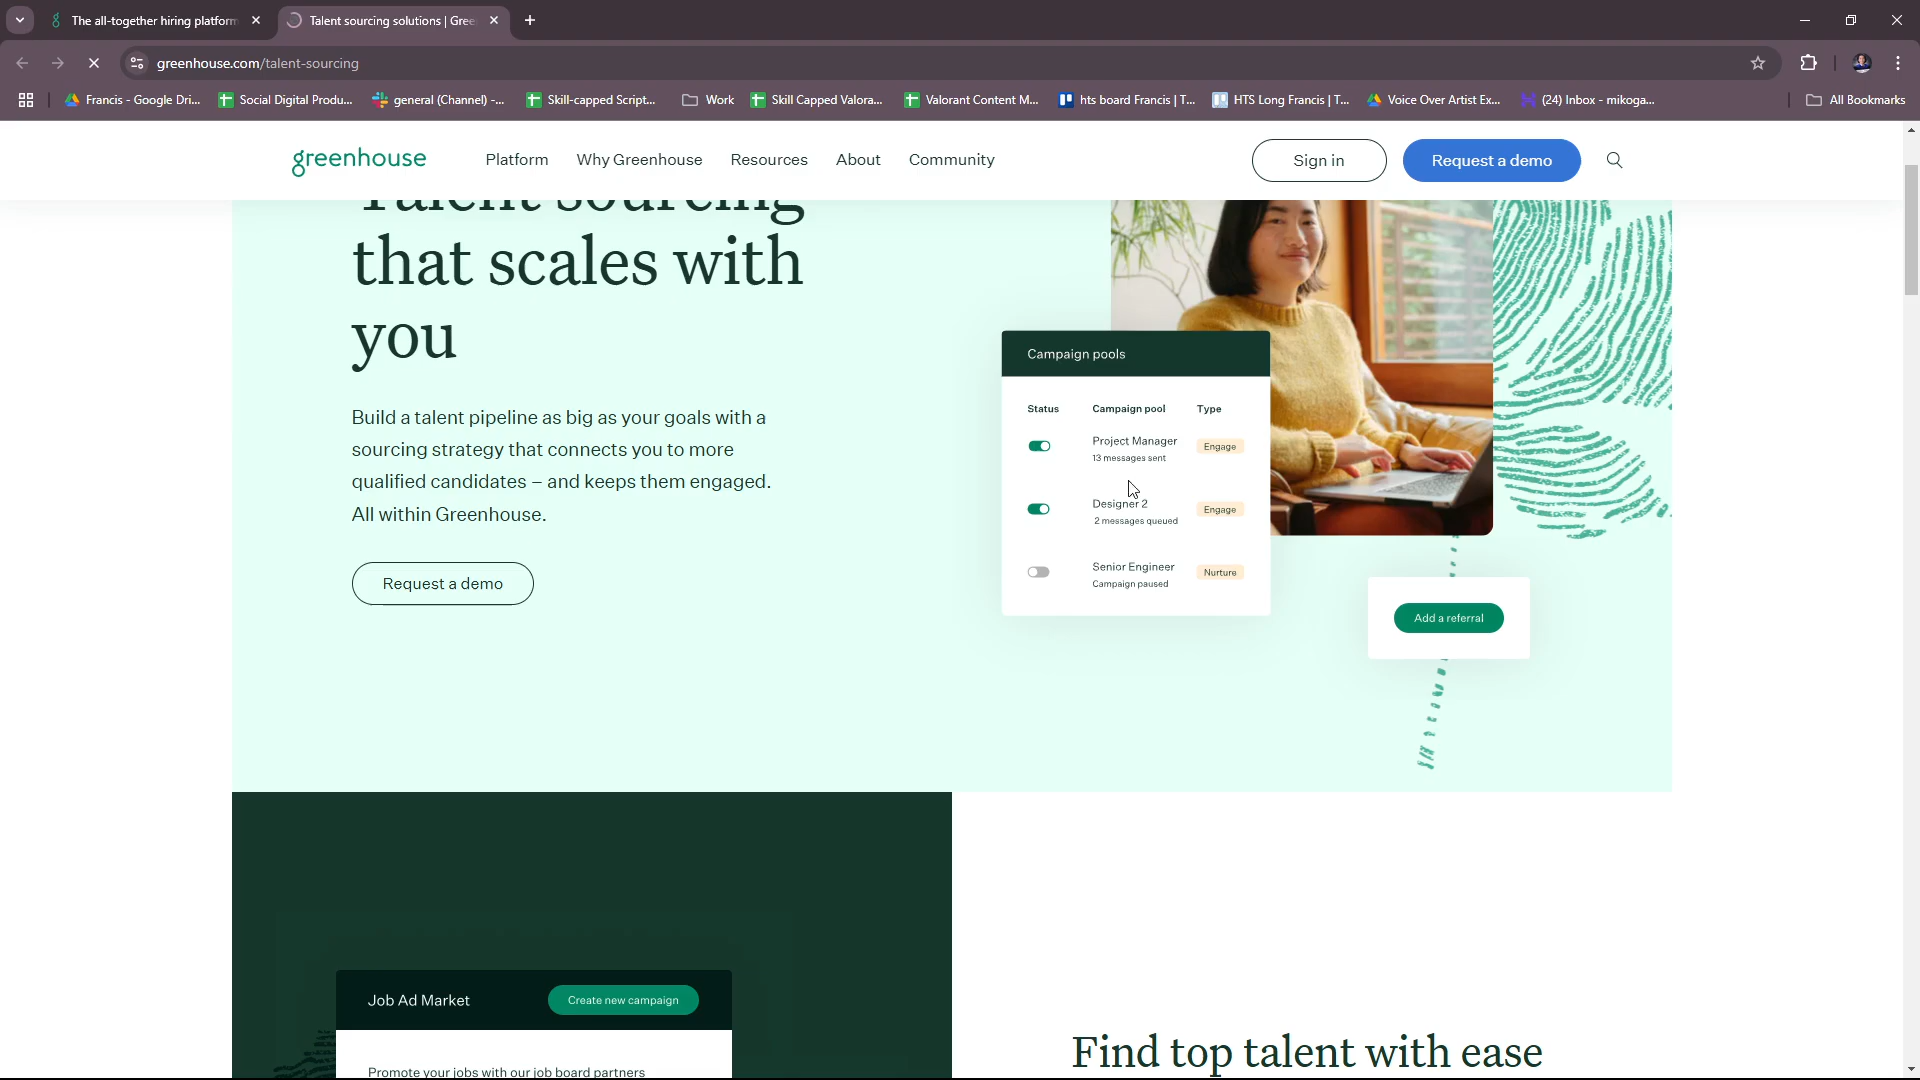 The all-together hiring platform
Talent sourcing solutions | Gree
greenhouse.com/talent-sourcing
Francis - Google Dri...
Social Digital Produ...
general (Channel) -...
Skill-capped Script...
Work
Skill Capped Valora...
Valorant Content M...
hts board Francis | T...
HTS Long Francis | T...
Voice Over Artist Ex...
(24) Inbox - mikoga...
All Bookmarks
greenhouse
Platform
Why Greenhouse
Resources
About
Community
Sign in
Request a demo
Talent sourcing
that scales with
you
Build a talent pipeline as big as your goals with a
sourcing strategy that connects you to more
qualified candidates – and keeps them engaged.
All within Greenhouse.
Request a demo
Campaign pools
Status Campaign pool Type
Project Manager Engage
13 messages sent
Designer 2 Engage
2 messages queued
Senior Engineer Nurture
Campaign paused
Add a referral
Job Ad Market
Create new campaign
Promote your jobs with our job board partners
Find top talent with ease